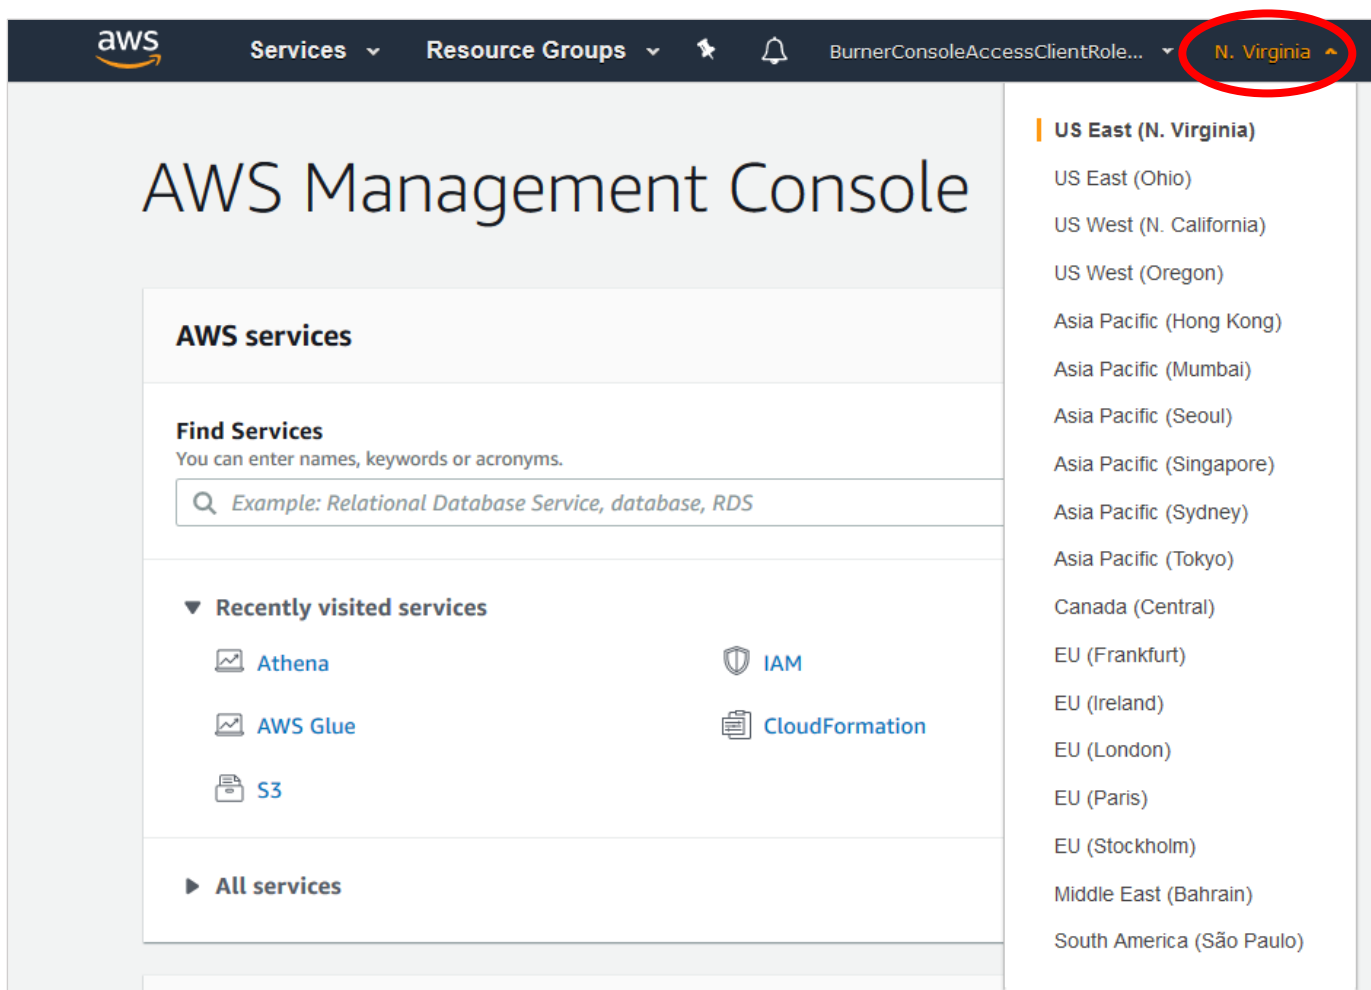 aws Services Resource Groups BurnerConsoleAccessClientRole... N. Virginia
AWS Management Console
AWS services
Find Services
You can enter names, keywords or acronyms.
Example: Relational Database Service, database, RDS
Recently visited services
Athena
IAM
AWS Glue
CloudFormation
S3
All services
US East (N. Virginia)
US East (Ohio)
US West (N. California)
US West (Oregon)
Asia Pacific (Hong Kong)
Asia Pacific (Mumbai)
Asia Pacific (Seoul)
Asia Pacific (Singapore)
Asia Pacific (Sydney)
Asia Pacific (Tokyo)
Canada (Central)
EU (Frankfurt)
EU (Ireland)
EU (London)
EU (Paris)
EU (Stockholm)
Middle East (Bahrain)
South America (São Paulo)